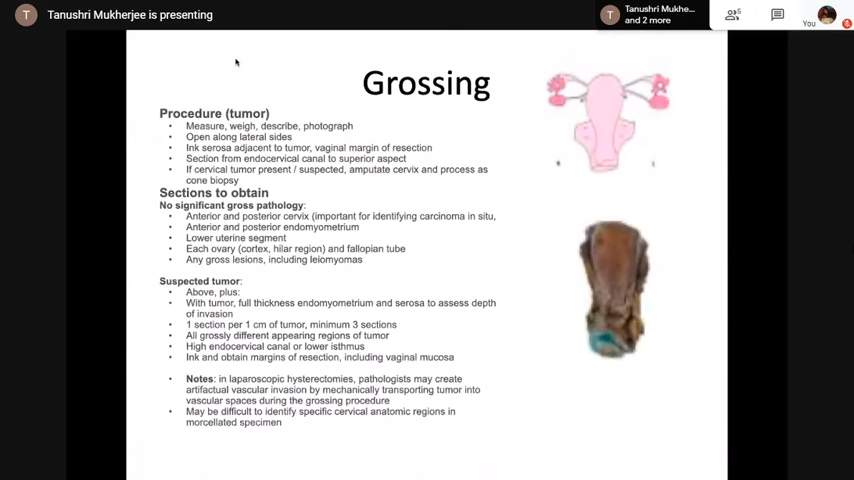 T
Tanushri Mukherjee is presenting
T
Tanushri Mukhe...
and 2 more
6
You
Grossing
Procedure (tumor)
• Measure, weigh, describe, photograph
• Open along lateral sides
• Ink serosa adjacent to tumor, vaginal margin of resection
• Section from endocervical canal to superior aspect
• If cervical tumor present / suspected, amputate cervix and process as
cone biopsy
Sections to obtain
No significant gross pathology:
• Anterior and posterior cervix (important for identifying carcinoma in situ,
• Anterior and posterior endomyometrium
• Lower uterine segment
• Each ovary (cortex, hilar region) and fallopian tube
• Any gross lesions, including leiomyomas
Suspected tumor:
• Above, plus:
• With tumor, full thickness endomyometrium and serosa to assess depth
of invasion
• 1 section per 1 cm of tumor, minimum 3 sections
• All grossly different appearing regions of tumor
• High endocervical canal or lower isthmus
• Ink and obtain margins of resection, including vaginal mucosa
• Notes: in laparoscopic hysterectomies, pathologists may create
artifactual vascular invasion by mechanically transporting tumor into
vascular spaces during the grossing procedure
• May be difficult to identify specific cervical anatomic regions in
morcellated specimen